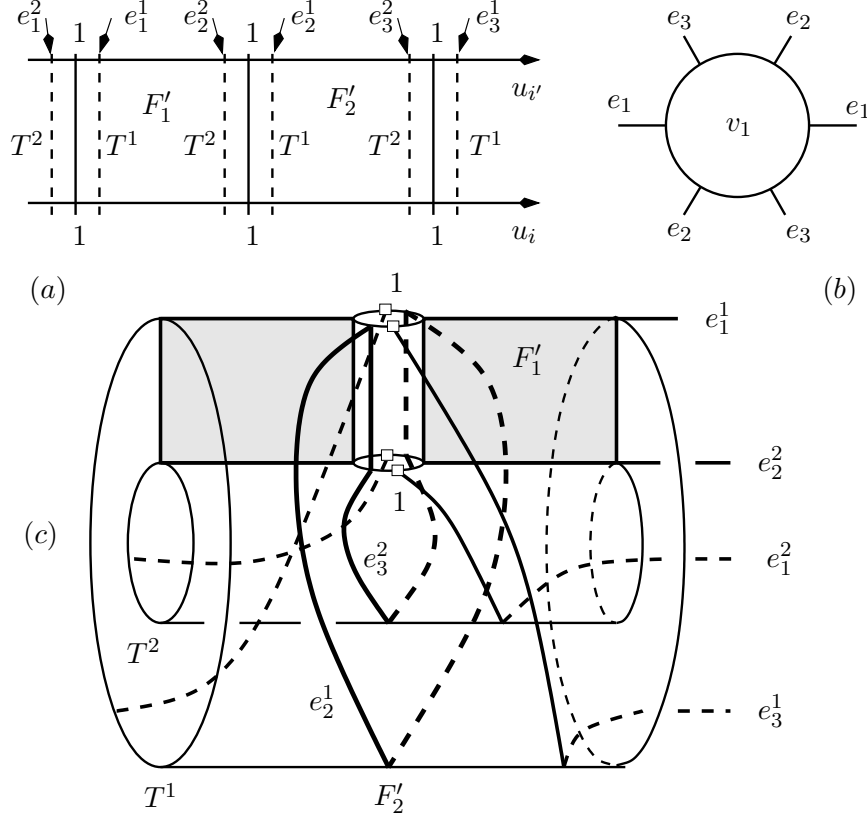 e_1^2 1 e_1^1 e_2^2 1 e_2^1 e_3^2 1 e_3^1
u_{i'}
F_1' F_2'
T^2 T^1 T^2 T^1 T^2 T^1
1 1 1 u_i
(a)
e_3 e_2
e_1 v_1 e_1
e_2 e_3
(b)
1
e_1^1
F_1'
e_2^2
1
(c)
e_3^2
e_1^2
T^2
e_2^1
e_3^1
T^1 F_2'